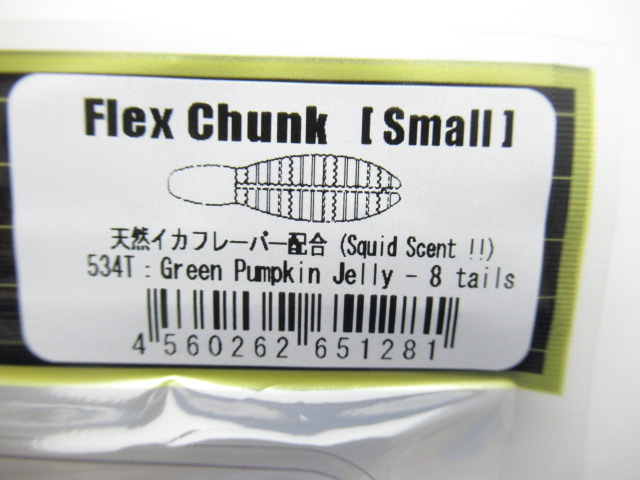 Flex Chunk [Small]
天然イカフレーバー配合 (Squid Scent !!)
534T : Green Pumpkin Jelly - 8 tails
4 560262 651281